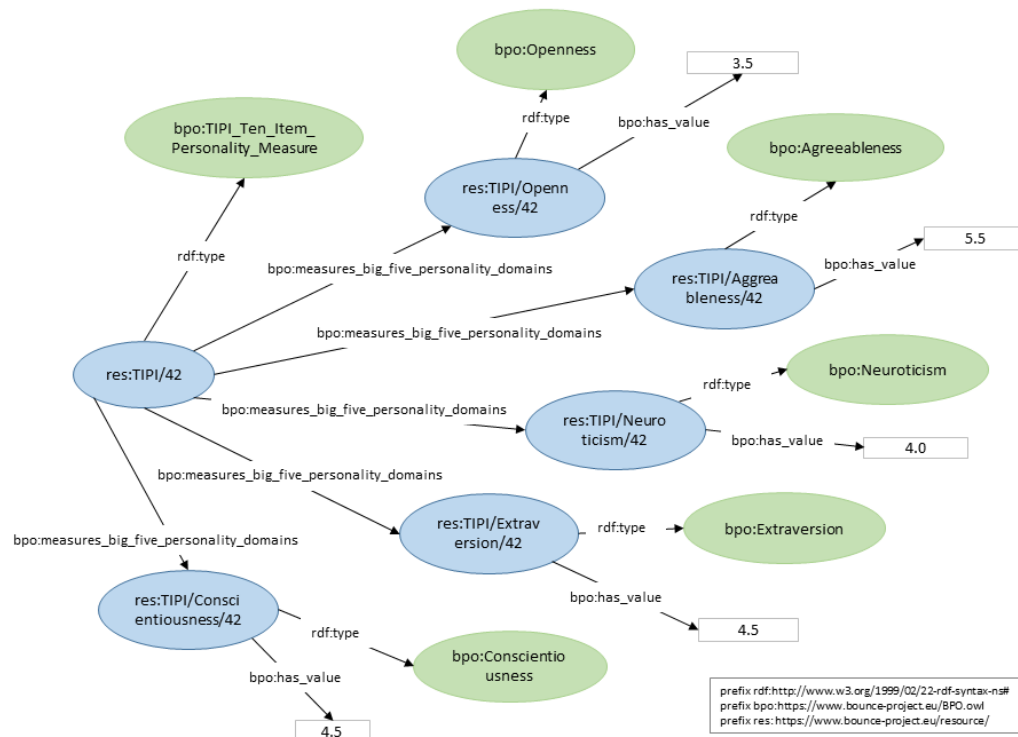 bpo:Openness
3.5
rdf:type
bpo:has_value
bpo:TIPI_Ten_Item_
Personality_Measure
bpo:Agreeableness
res:TIPI/Openn
ess/42
rdf:type
rdf:type
bpo:measures_big_five_personality_domains
5.5
bpo:has_value
res:TIPI/Aggrea
bleness/42
bpo:measures_big_five_personality_domains
res:TIPI/42
bpo:Neuroticism
rdf:type
bpo:measures_big_five_personality_domains
res:TIPI/Neuro
ticism/42
bpo:has_value
4.0
bpo:measures_big_five_personality_domains
res:TIPI/Extrav
ersion/42
rdf:type
bpo:Extraversion
bpo:measures_big_five_personality_domains
bpo:has_value
res:TIPI/Consci
entiousness/42
4.5
rdf:type
bpo:Conscientio
usness
bpo:has_value
4.5
prefix rdf:http://www.w3.org/1999/02/22-rdf-syntax-ns#
prefix bpo:https://www.bounce-project.eu/BPO.owl
prefix res: https://www.bounce-project.eu/resource/